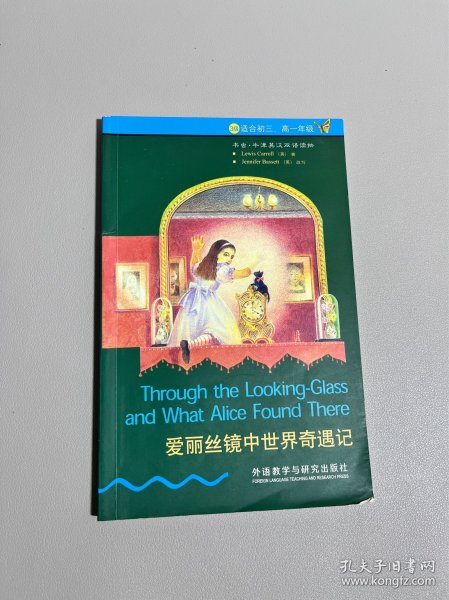 3级 适合初三、高一年级
书虫·牛津英汉双语读物
■ Lewis Carroll (英) 著
■ Jennifer Bassett (英) 改写
Through the Looking-Glass
and What Alice Found There
爱丽丝镜中世界奇遇记
外语教学与研究出版社
FOREIGN LANGUAGE TEACHING AND RESEARCH PRESS
孔夫子旧书网
www.kongfz.com